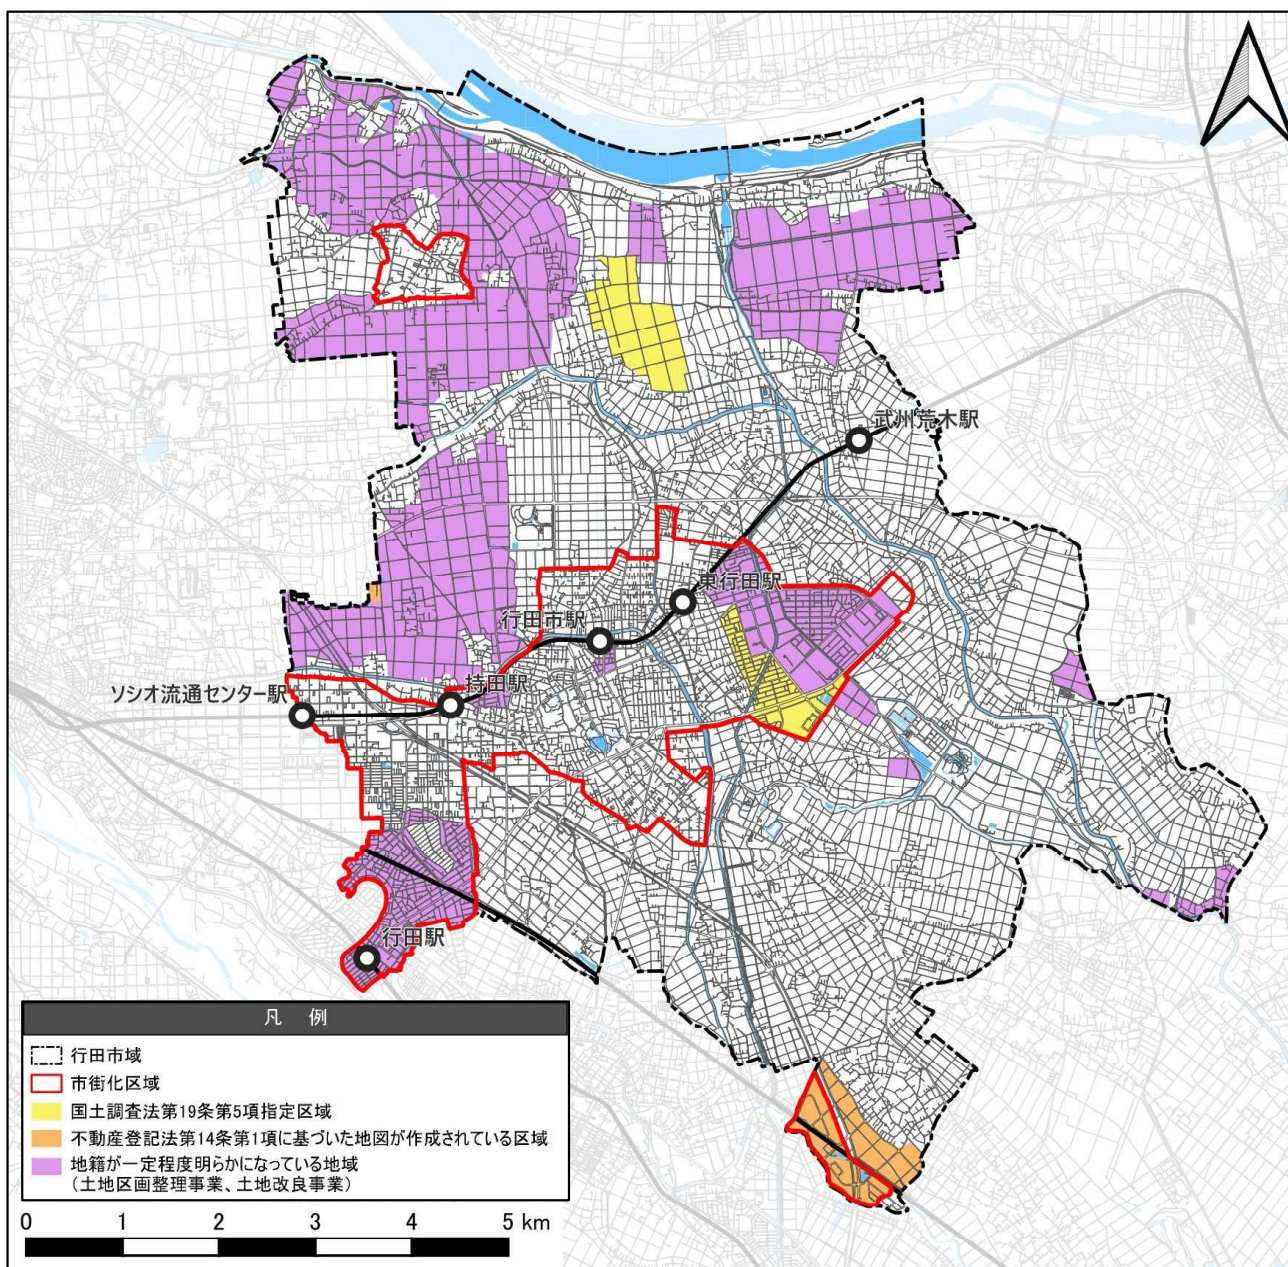 武州荒木駅
東行田駅
行田市駅
持田駅
ソシオ流通センター駅
行田駅
凡 例
行田市域
市街化区域
国土調査法第19条第5項指定区域
不動産登記法第14条第1項に基づいた地図が作成されている区域
地籍が一定程度明らかになっている地域
(土地区画整理事業、土地改良事業)
0 1 2 3 4 5 km